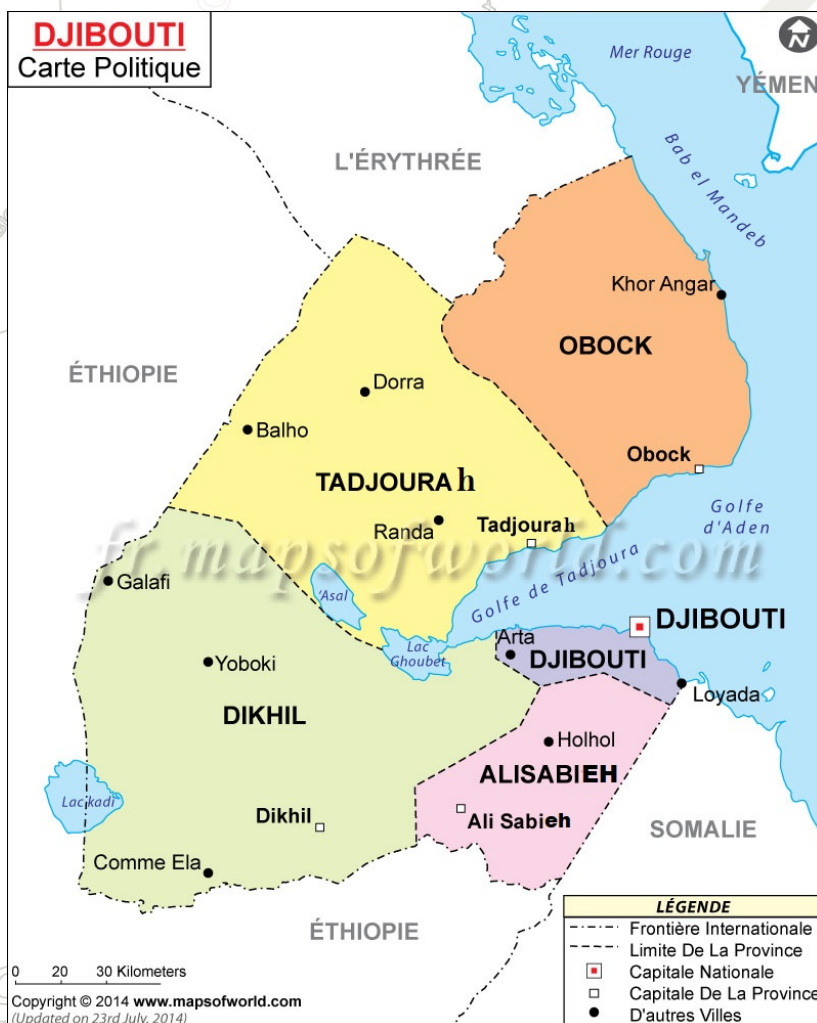 DJIBOUTI
Carte Politique
Mer Rouge
YÉMEN
Bab el Mandeb
L'ÉRYTHRÉE
Khor Angar
OBOCK
ÉTHIOPIE
Dorra
Balho
Obock
TADJOURAh
Golfe
d'Aden
Randa
Tadjourah
fr.mapsofworld.com
Golfe de Tadjoura
Galafi
'Asal
DJIBOUTI
Arta
Lac
Ghoubet
DJIBOUTI
Yoboki
Loyada
DIKHIL
Holhol
ALISABIEH
Lac kadi
Dikhil
Ali Sabieh
SOMALIE
Comme Ela
ÉTHIOPIE
LÉGENDE
Frontière Internationale
Limite De La Province
Capitale Nationale
Capitale De La Province
D'autres Villes
0 20 30 Kilometers
Copyright © 2014 www.mapsofworld.com
(Updated on 23rd July, 2014)